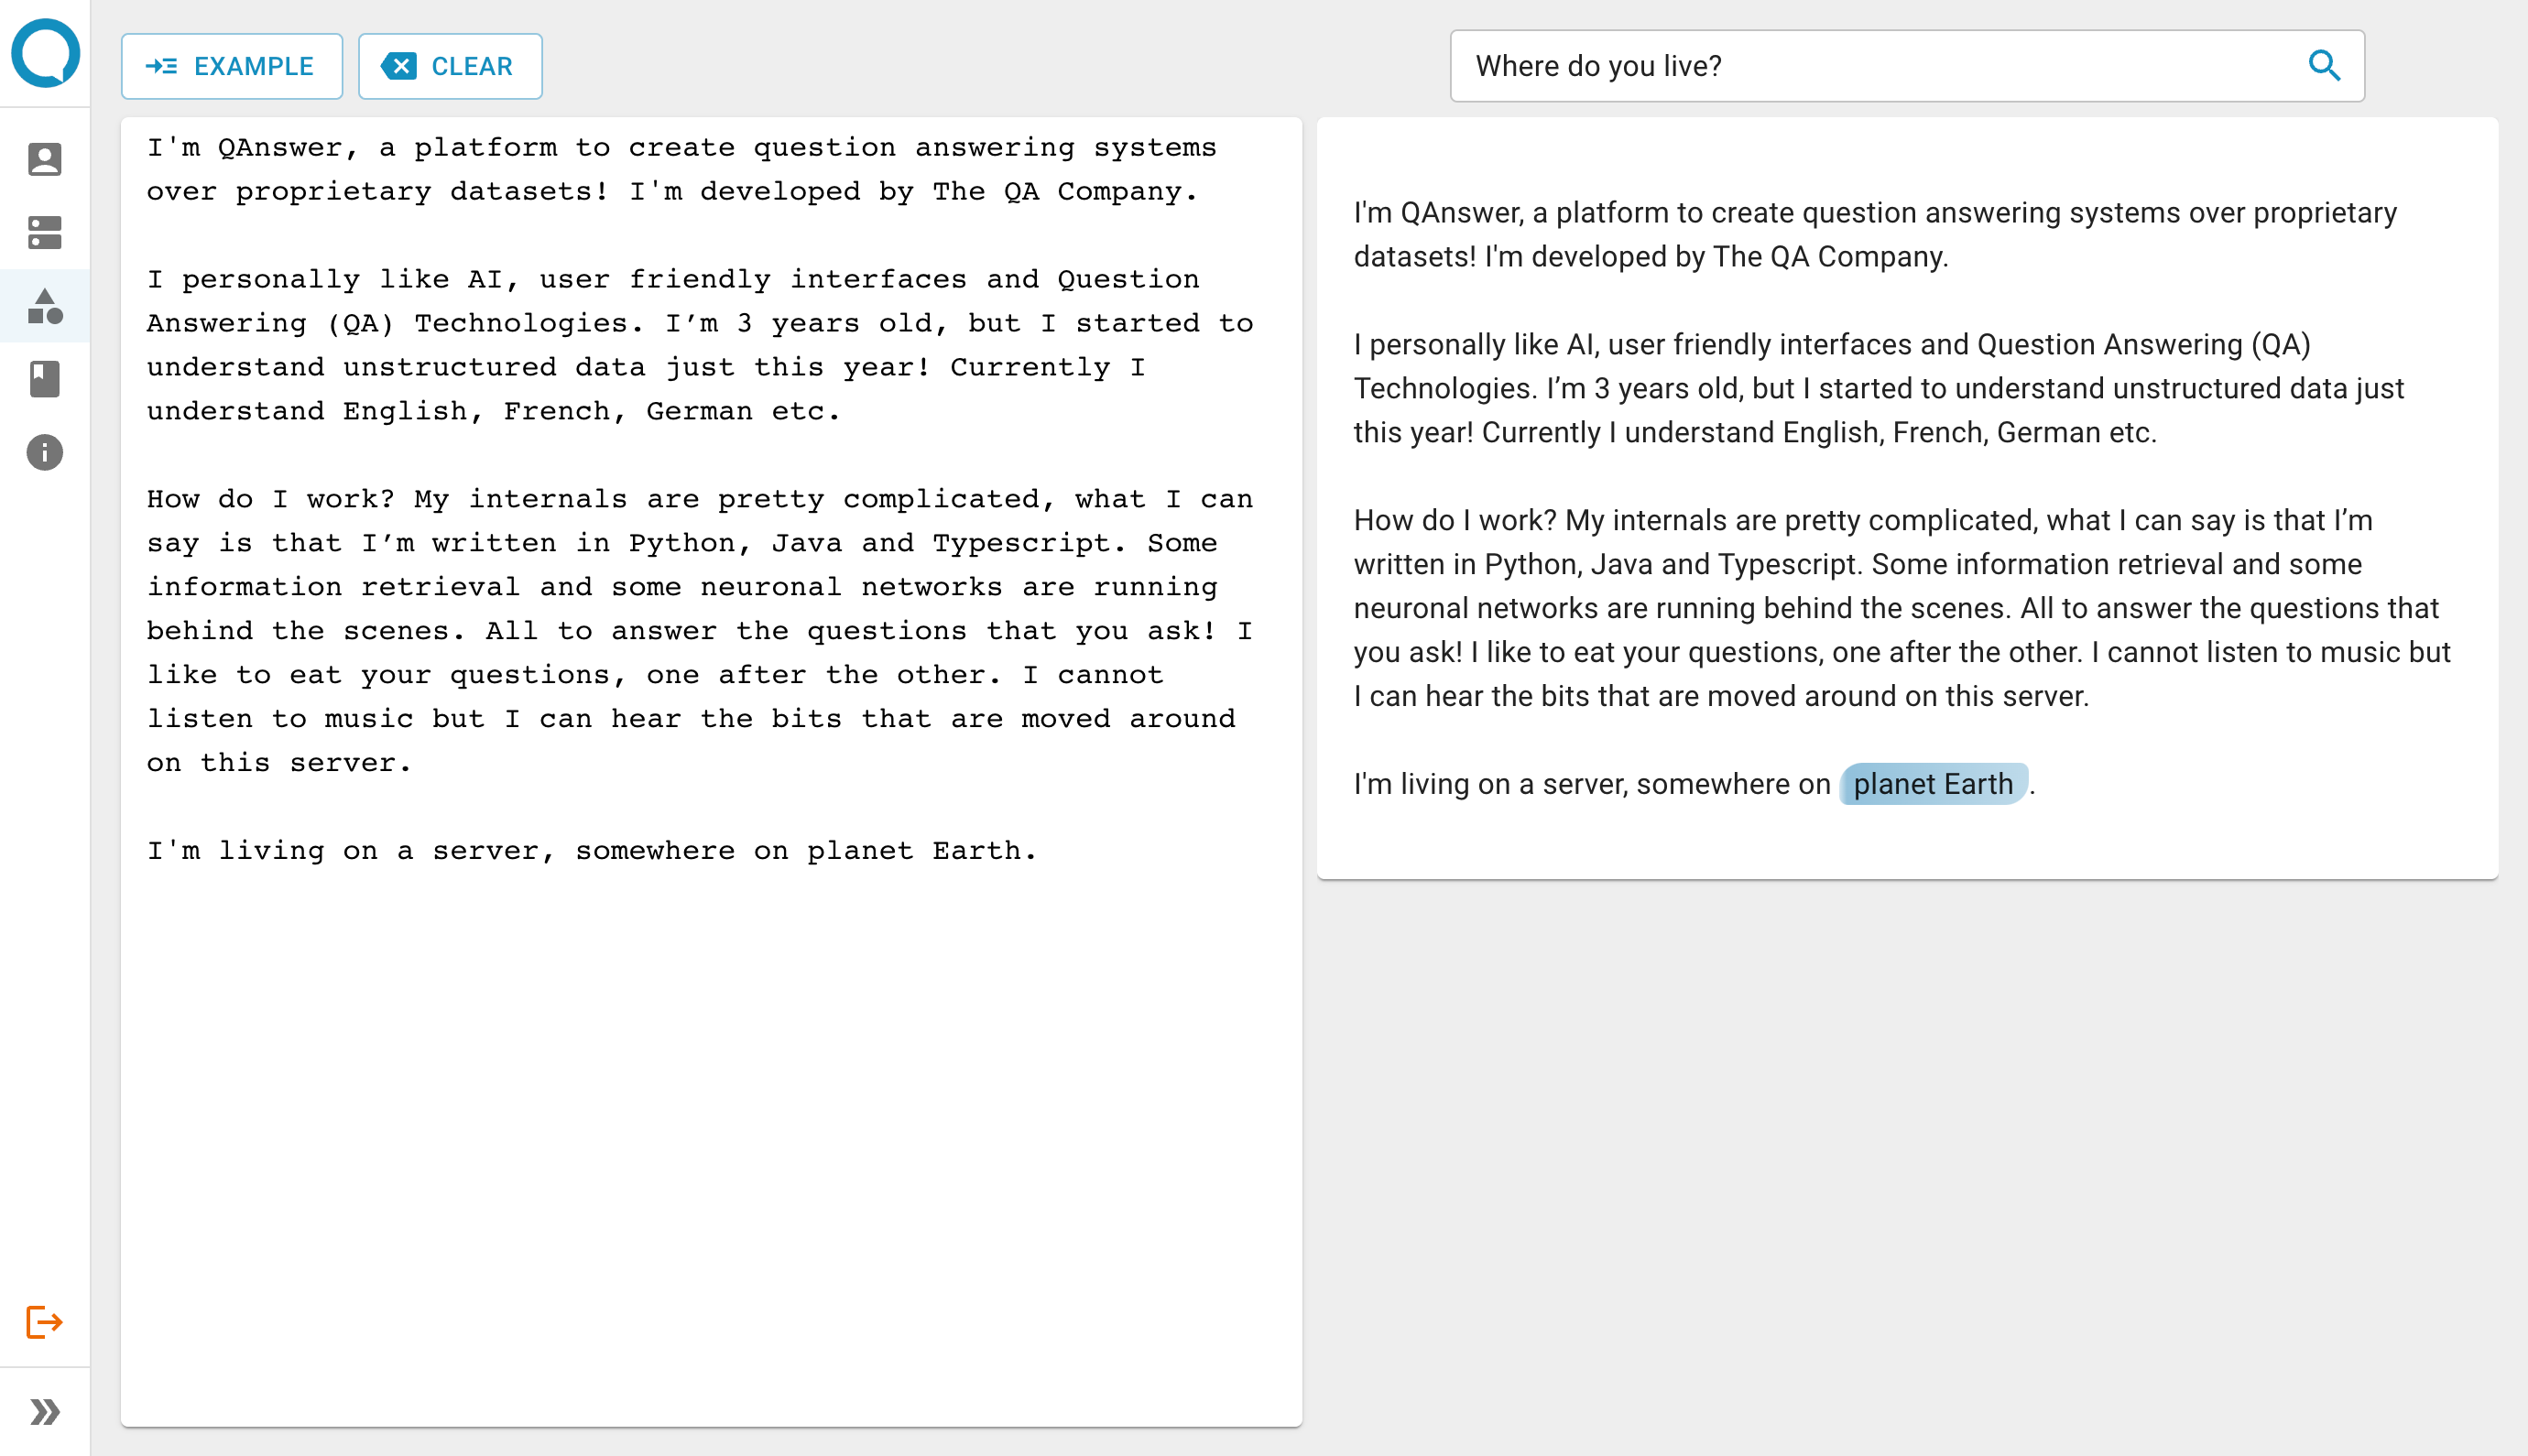 EXAMPLE
CLEAR
Where do you live?
I'm QAnswer, a platform to create question answering systems
over proprietary datasets! I'm developed by The QA Company.
I personally like AI, user friendly interfaces and Question
Answering (QA) Technologies. I’m 3 years old, but I started to
understand unstructured data just this year! Currently I
understand English, French, German etc.
How do I work? My internals are pretty complicated, what I can
say is that I’m written in Python, Java and Typescript. Some
information retrieval and some neuronal networks are running
behind the scenes. All to answer the questions that you ask! I
like to eat your questions, one after the other. I cannot
listen to music but I can hear the bits that are moved around
on this server.
I'm living on a server, somewhere on planet Earth.
I'm QAnswer, a platform to create question answering systems over proprietary
datasets! I'm developed by The QA Company.
I personally like AI, user friendly interfaces and Question Answering (QA)
Technologies. I’m 3 years old, but I started to understand unstructured data just
this year! Currently I understand English, French, German etc.
How do I work? My internals are pretty complicated, what I can say is that I’m
written in Python, Java and Typescript. Some information retrieval and some
neuronal networks are running behind the scenes. All to answer the questions that
you ask! I like to eat your questions, one after the other. I cannot listen to music but
I can hear the bits that are moved around on this server.
I'm living on a server, somewhere on planet Earth.